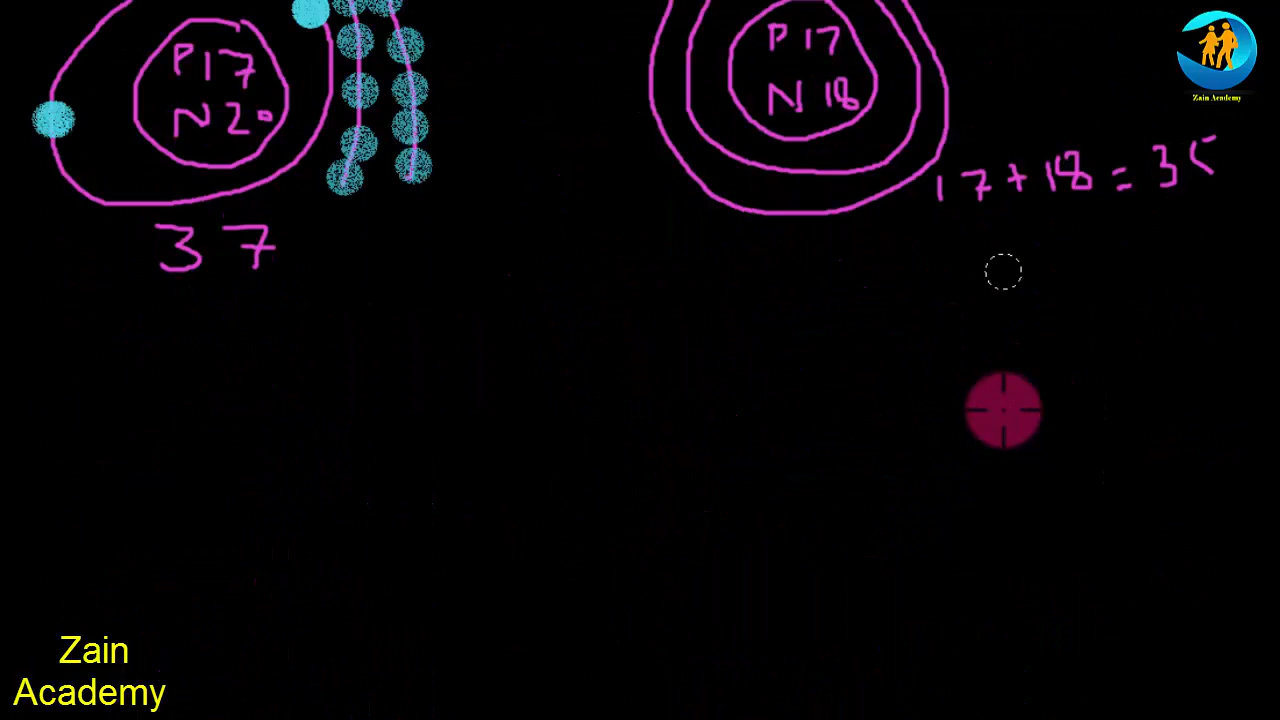 P 17
N 20
37
P 17
N 18
17 + 18 = 35
Zain Academy
Zain
Academy